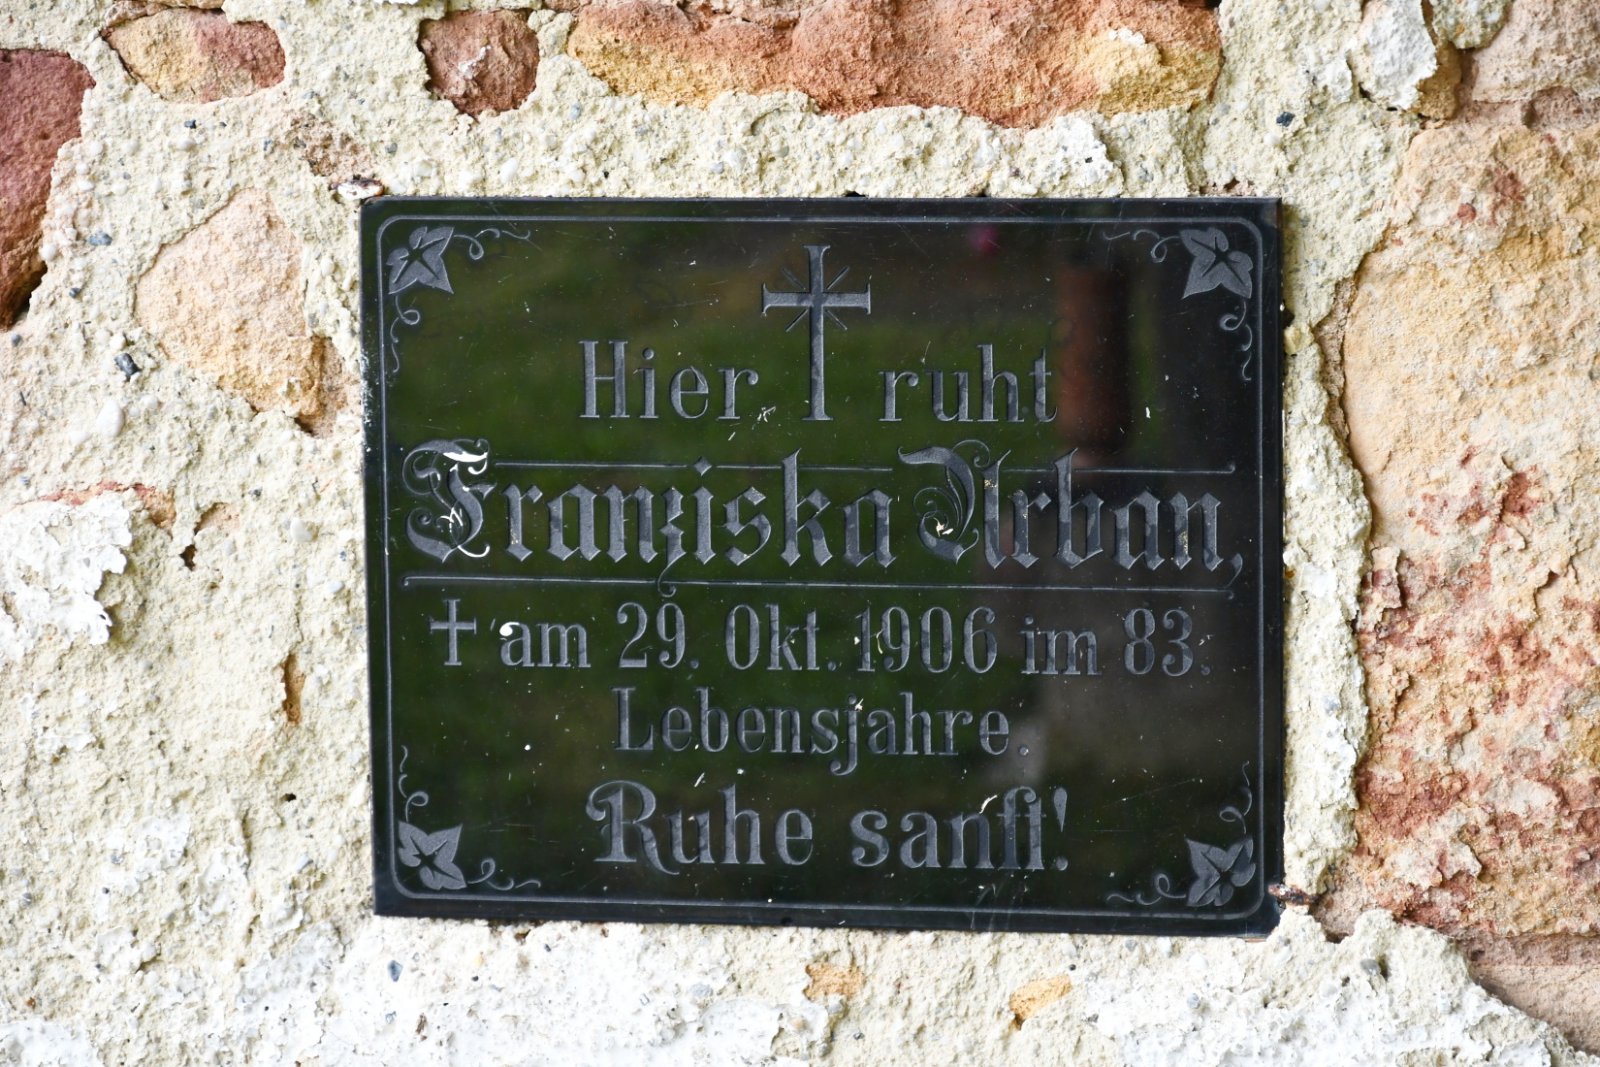 Hier ruht
Franziska Urban,
† am 29. Okt. 1906 im 83.
Lebensjahre.
Ruhe sanft!